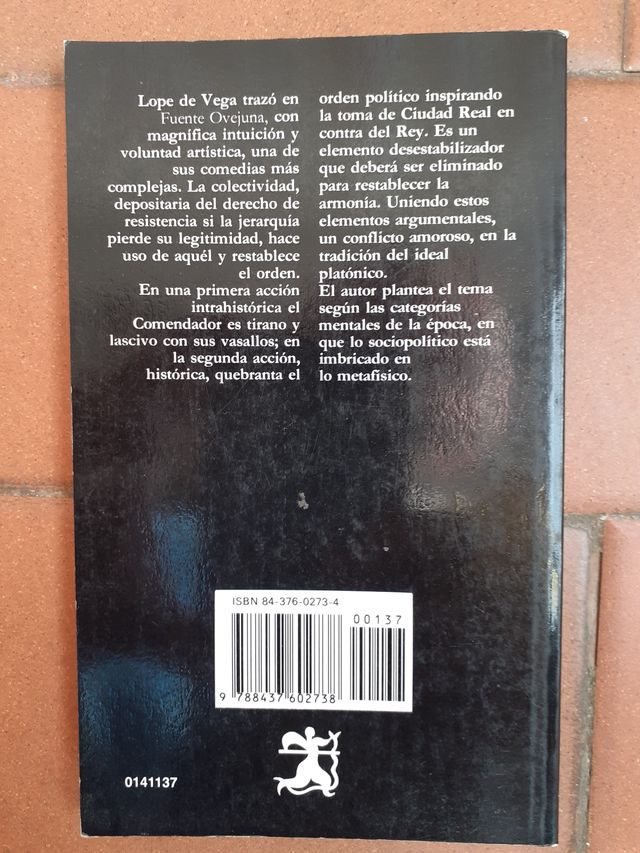 Lope de Vega trazó en
Fuente Ovejuna, con
magnífica intuición y
voluntad artística, una de
sus comedias más
complejas. La colectividad,
depositaria del derecho de
resistencia si la jerarquía
pierde su legitimidad, hace
uso de aquél y restablece
el orden.
En una primera acción
intrahistórica el
Comendador es tirano y
lascivo con sus vasallos; en
la segunda acción,
histórica, quebranta el
orden político inspirando
la toma de Ciudad Real en
contra del Rey. Es un
elemento desestabilizador
que deberá ser eliminado
para restablecer la
armonía. Uniendo estos
elementos argumentales,
un conflicto amoroso, en la
tradición del ideal
platónico.
El autor plantea el tema
según las categorías
mentales de la época, en
que lo sociopolítico está
imbricado en
lo metafísico.
ISBN 84-376-0273-4
00137
9 788437 602738
0141137